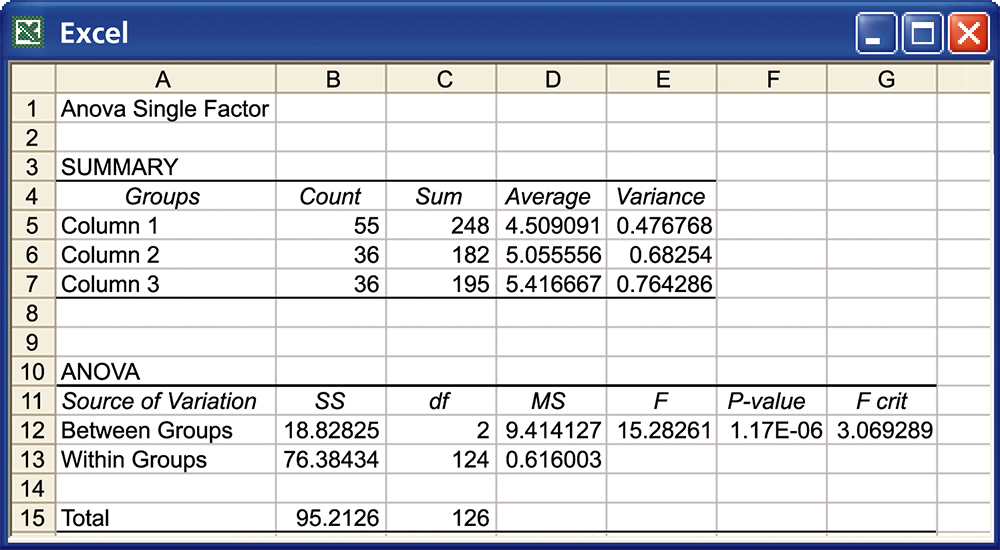 Excel
A B C D E F G
1 Anova Single Factor
2
3 SUMMARY
4 Groups Count Sum Average Variance
5 Column 1 55 248 4.509091 0.476768
6 Column 2 36 182 5.055556 0.68254
7 Column 3 36 195 5.416667 0.764286
8
9
10 ANOVA
11 Source of Variation SS df MS F P-value F crit
12 Between Groups 18.82825 2 9.414127 15.28261 1.17E-06 3.069289
13 Within Groups 76.38434 124 0.616003
14
15 Total 95.2126 126